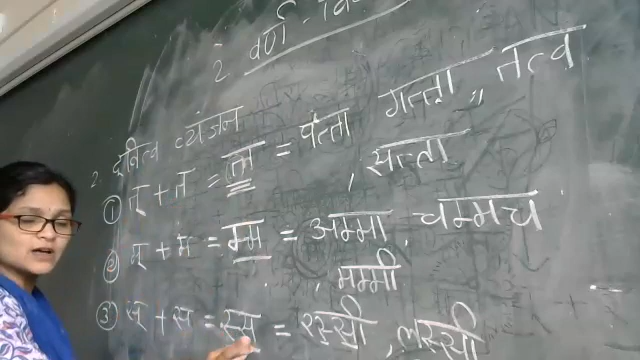 2. वर्ण -
2. द्वित्व व्यंजन
① त् + त = त्त = पत्ता गत्ता ,, तत्व
, सत्ता
② म् + म = म्म = अम्मा , चम्मच
, मम्मी
③ स् + स = स्स = रस्सी , लस्सी